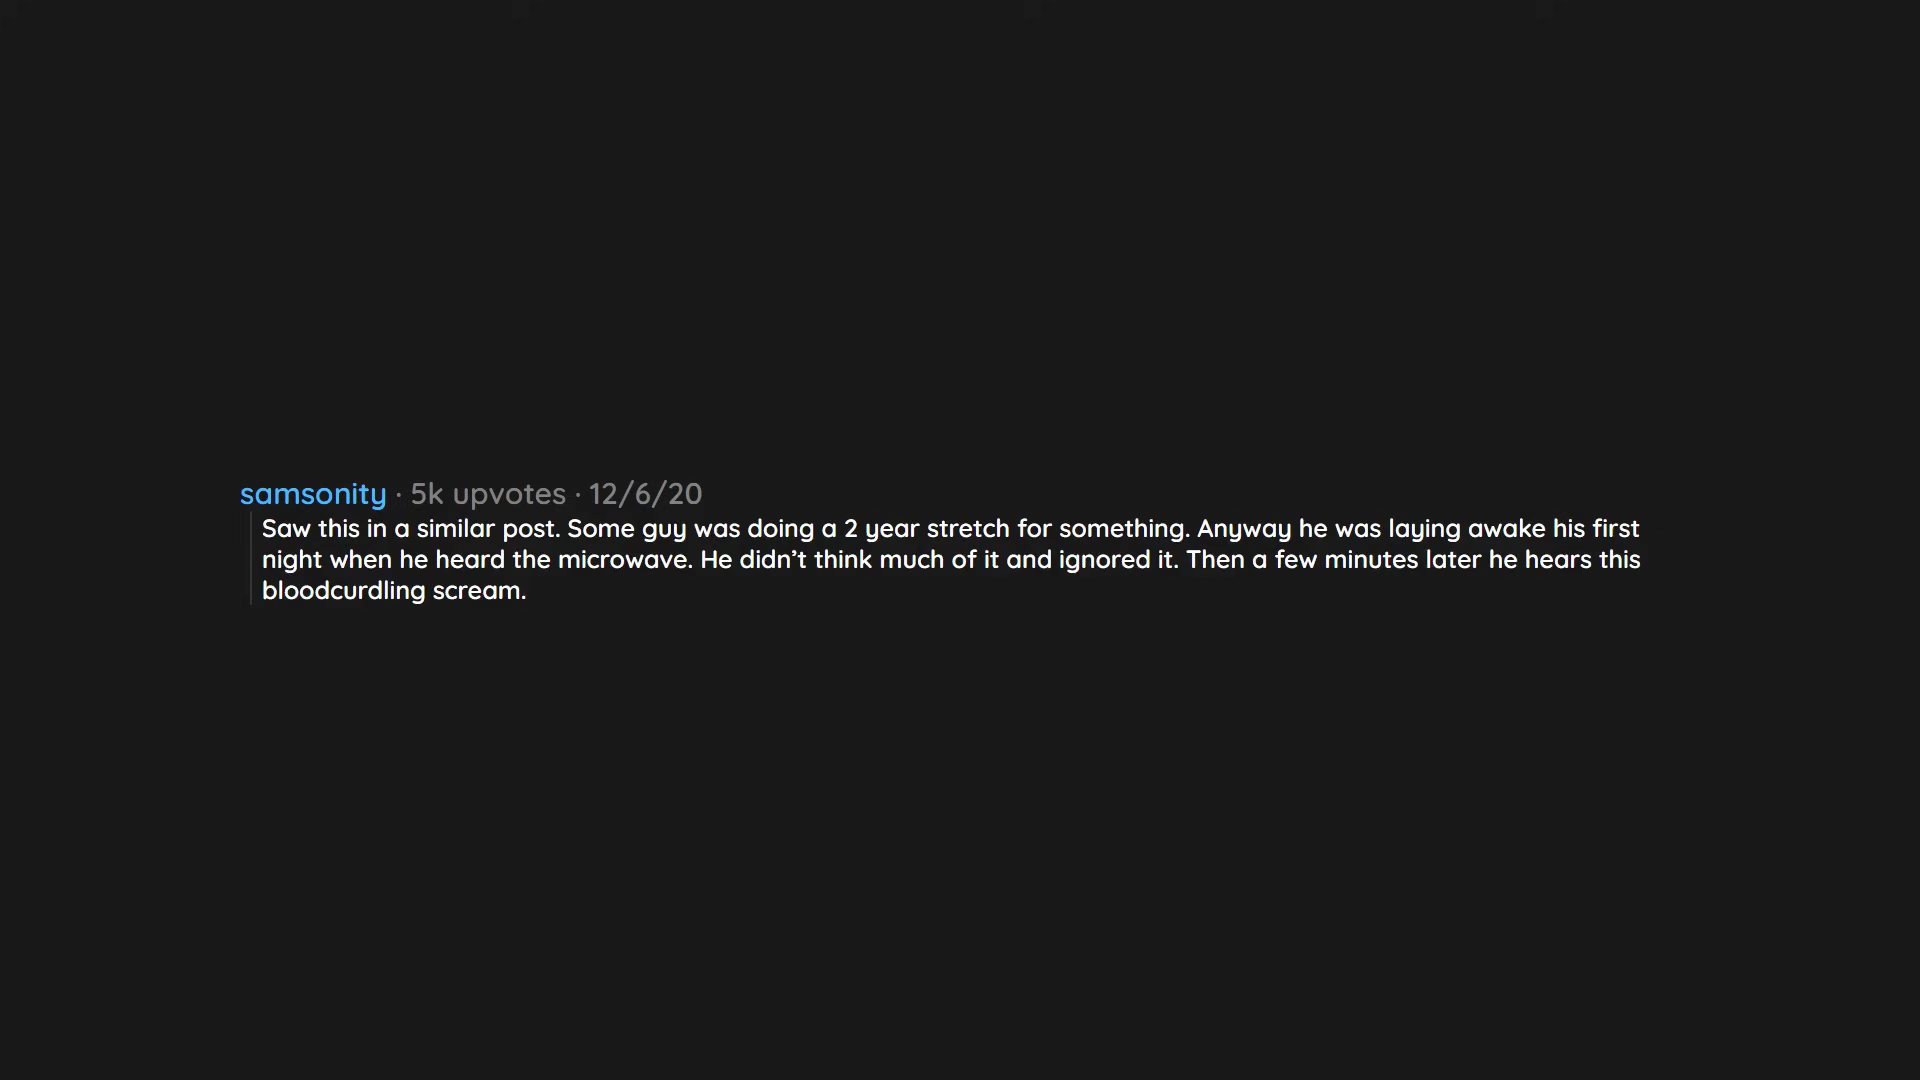 samsonity · 5k upvotes · 12/6/20
Saw this in a similar post. Some guy was doing a 2 year stretch for something. Anyway he was laying awake his first
night when he heard the microwave. He didn’t think much of it and ignored it. Then a few minutes later he hears this
bloodcurdling scream.